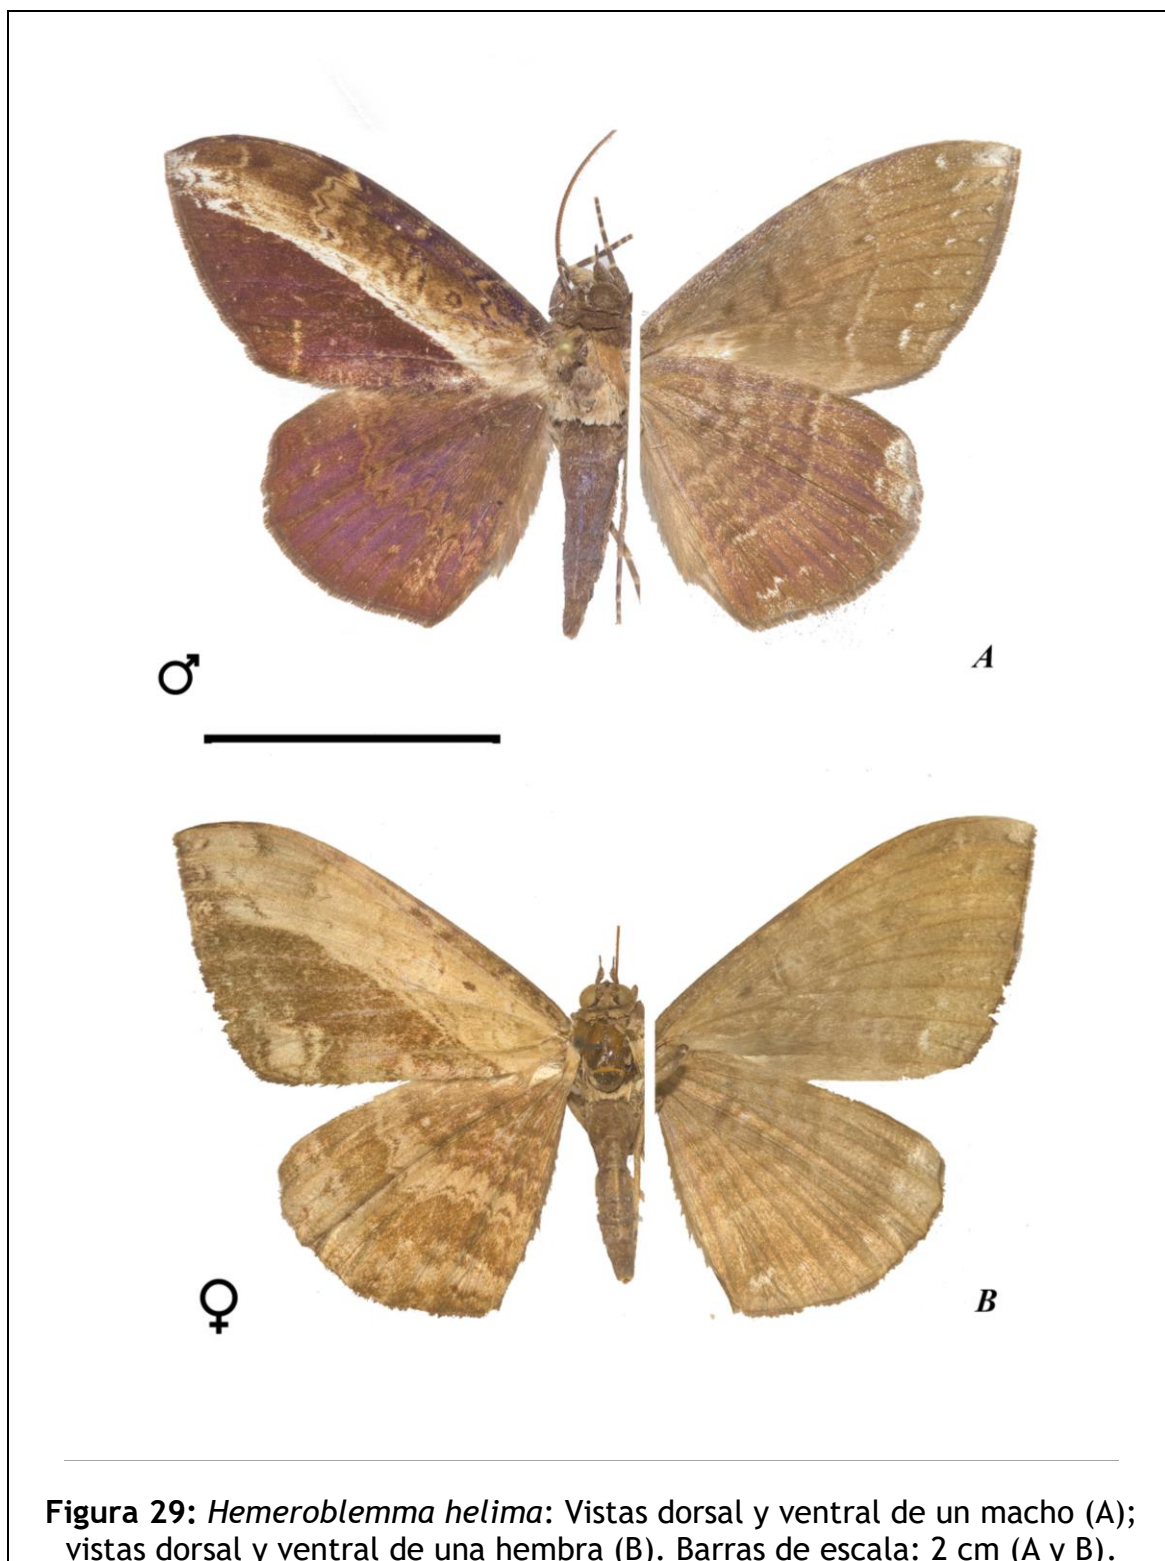 ♂
A
♀
B
Figura 29: Hemeroblemma helima: Vistas dorsal y ventral de un macho (A);
vistas dorsal y ventral de una hembra (B). Barras de escala: 2 cm (A y B).